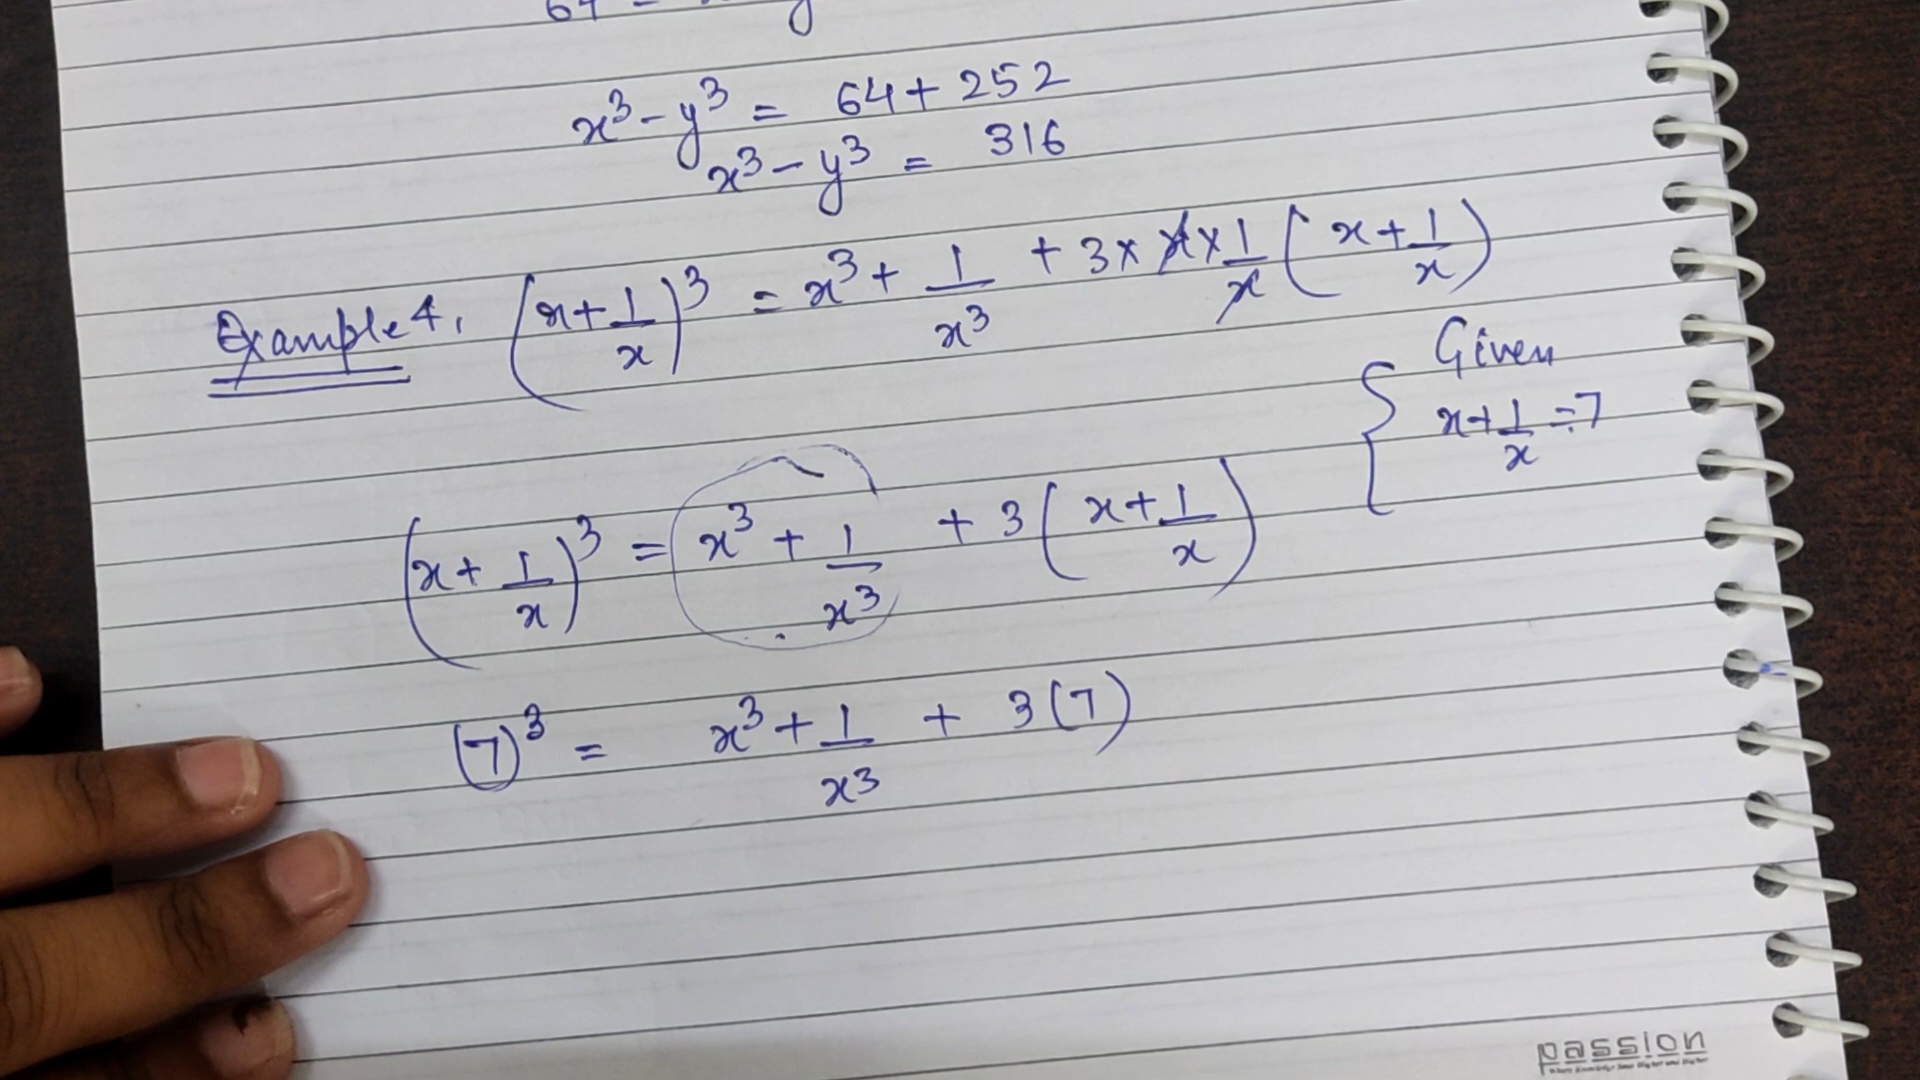 64 =
x³ - y³ = 64 + 252
x³ - y³ = 316
Example 4. (x + 1/x)³ = x³ + 1/x³ + 3 × x × 1/x (x + 1/x)
Given
x + 1/x = 7
(x + 1/x)³ = x³ + 1/x³ + 3 (x + 1/x)
(7)³ = x³ + 1/x³ + 3 (7)
passion